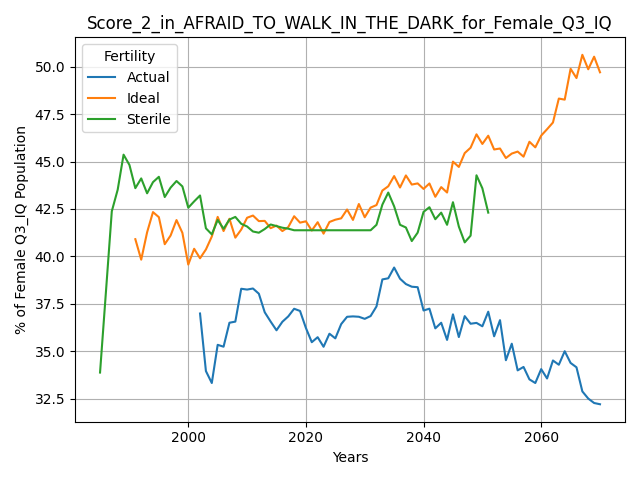 Score_2_in_AFRAID_TO_WALK_IN_THE_DARK_for_Female_Q3_IQ
Fertility
Actual
Ideal
Sterile
% of Female Q3_IQ Population
50.0
47.5
45.0
42.5
40.0
37.5
35.0
32.5
2000
2020
2040
2060
Years